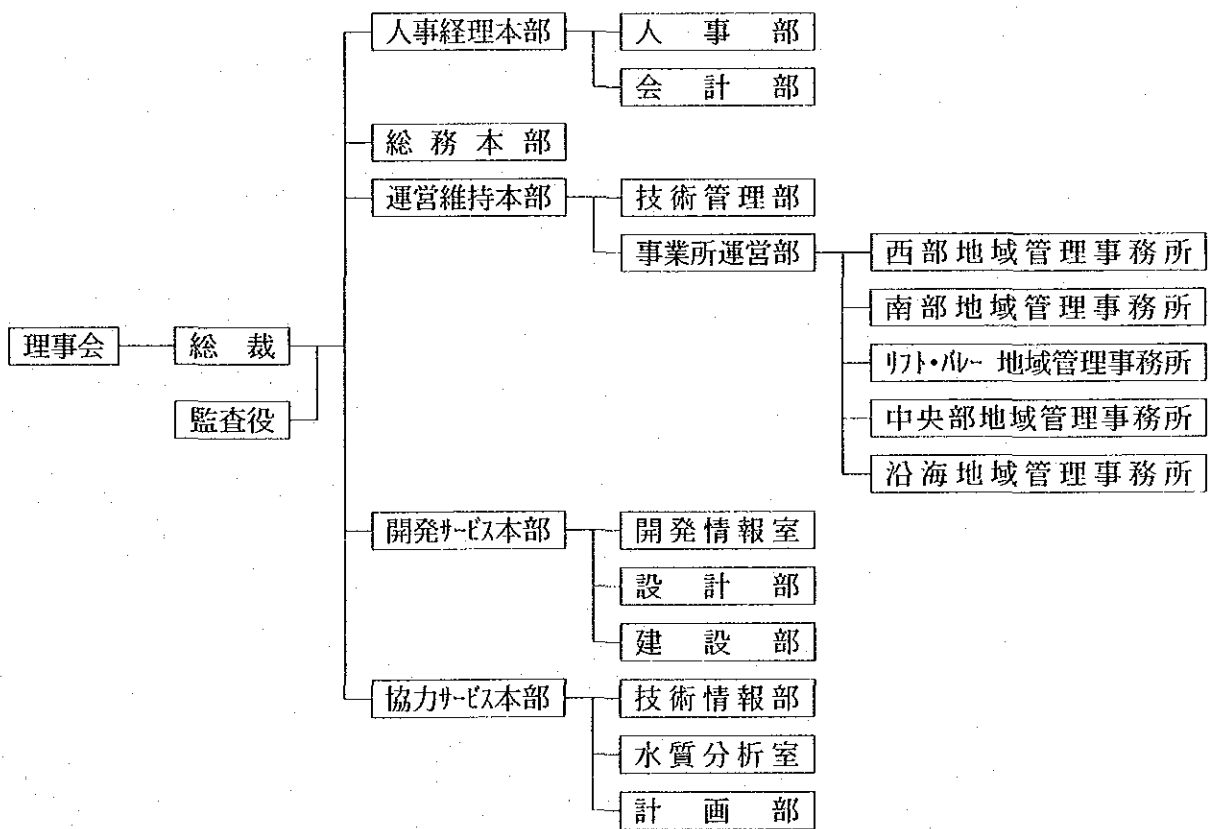 人事経理本部
人事部
会計部
総務本部
運営維持本部
技術管理部
事業所運営部
西部地域管理事務所
南部地域管理事務所
理事会
総裁
リフト・バレー 地域管理事務所
監査役
中央部地域管理事務所
沿海地域管理事務所
開発サービス本部
開発情報室
設計部
建設部
協力サービス本部
技術情報部
水質分析室
計画部